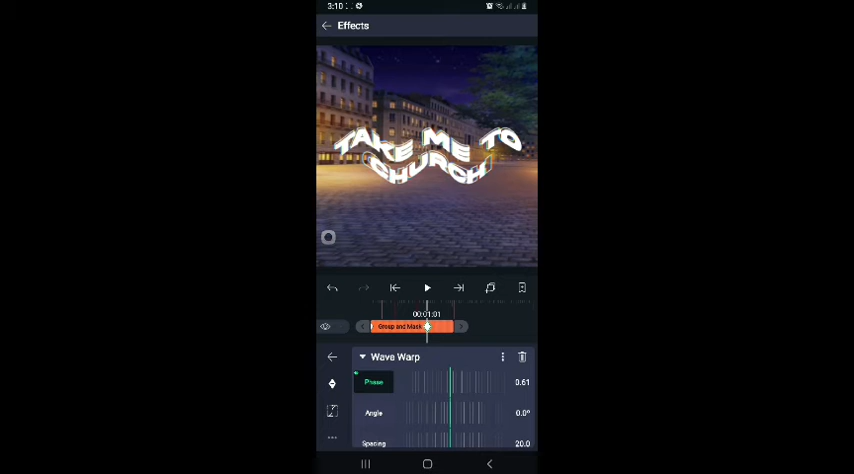 3:10
Effects
TAKE ME TO
CHURCH
00:01:01
Group and Mask
Wave Warp
Phase 0.61
Angle 0.0°
Spacing 20.0